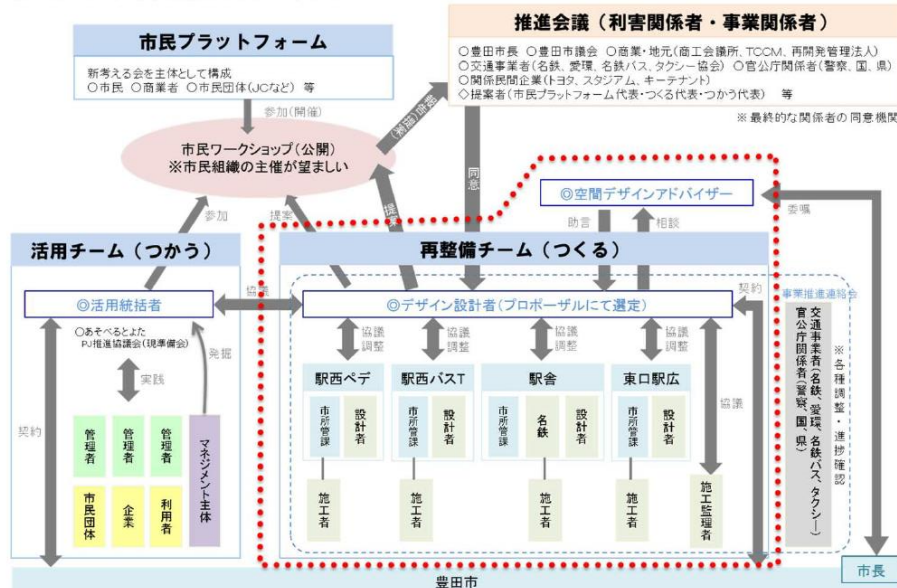 市民プラットフォーム
新考える会を主体として構成
○市民 ○商業者 ○市民団体(JCなど) 等
推進会議（利害関係者・事業関係者）
○豊田市長 ○豊田市議会 ○商業・地元(商工会議所、TCCM、再開発管理法人)
○交通事業者(名鉄、愛環、名鉄バス、タクシー協会) ○官公庁関係者(警察、国、県)
○関係民間企業(トヨタ、スタジアム、キーテナント)
◇提案者(市民プラットフォーム代表・つくる代表・つかう代表) 等
※最終的な関係者の同意機関
参加(開催)
報告(提案)
市民ワークショップ(公開)
※市民組織の主催が望ましい
同意
◎空間デザインアドバイザー
委嘱
参加
提案
提案
助言
相談
活用チーム（つかう）
再整備チーム（つくる）
契約
事業推進連絡会
◎活用統括者
協議
◎デザイン設計者(プロポーザルにて選定)
○あそべるとよた
PJ推進協議会(現準備会)
発掘
実践
協議
調整
協議
調整
協議
調整
協議
調整
協議
交通事業者(名鉄、愛環、名鉄バス、タクシー)
官公庁関係者(警察、国、県)
※各種調整・進捗確認
駅西ペデ
駅西バスT
駅舎
東口駅広
市所管課
設計者
市所管課
設計者
市所管課
名鉄
設計者
市所管課
設計者
契約
管理者
管理者
管理者
マネジメント主体
市民団体
企業
利用者
施工者
施工者
施工者
施工者
施工監理者
豊田市
市長